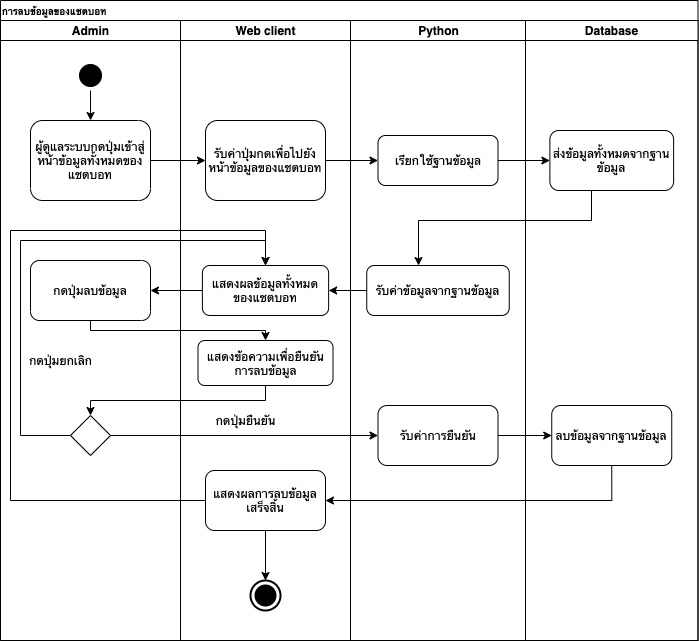 การลบข้อมูลของแชตบอท
Admin
Web client
Python
Database
ผู้ดูแลระบบกดปุ่มเข้าสู่
หน้าข้อมูลทั้งหมดของ
แชตบอท
รับค่าปุ่มกดเพื่อไปยัง
หน้าข้อมูลของแชตบอท
เรียกใช้ฐานข้อมูล
ส่งข้อมูลทั้งหมดจากฐาน
ข้อมูล
กดปุ่มลบข้อมูล
แสดงผลข้อมูลทั้งหมด
ของแชตบอท
รับค่าข้อมูลจากฐานข้อมูล
แสดงข้อความเพื่อยืนยัน
การลบข้อมูล
กดปุ่มยกเลิก
กดปุ่มยืนยัน
รับค่าการยืนยัน
ลบข้อมูลจากฐานข้อมูล
แสดงผลการลบข้อมูล
เสร็จสิ้น